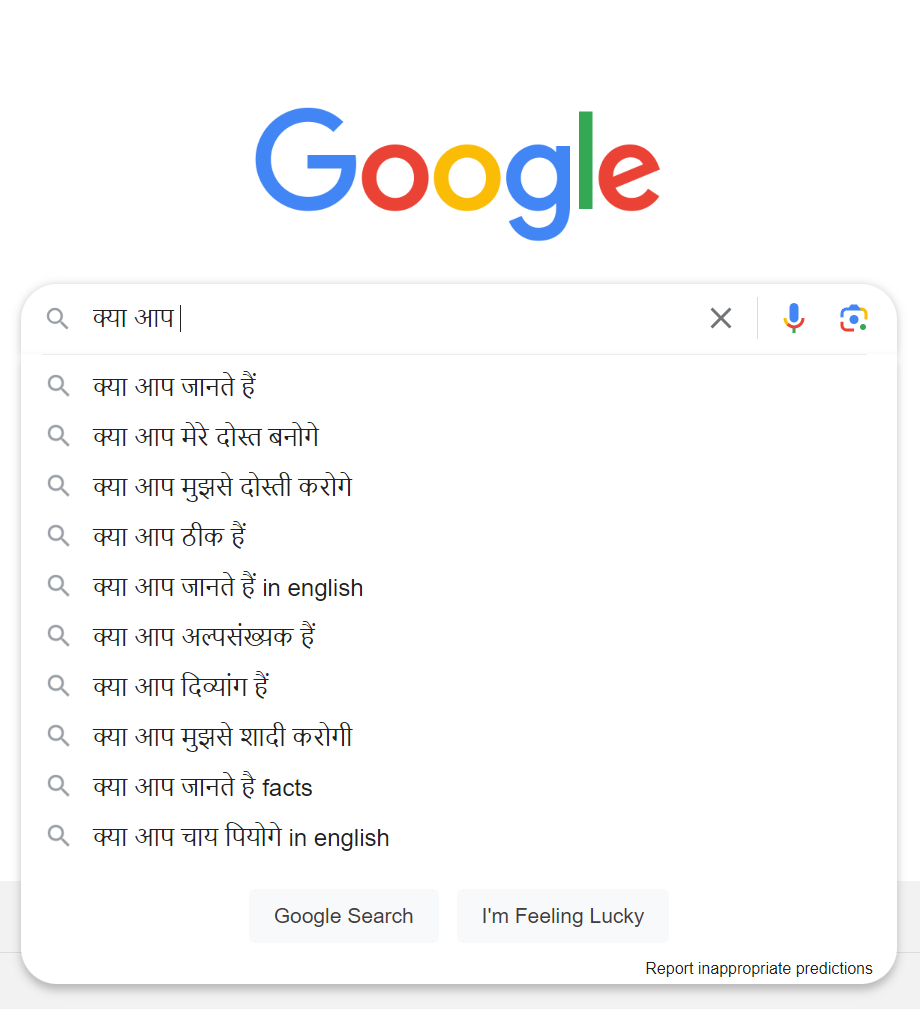 Google
क्या आप
क्या आप जानते हैं
क्या आप मेरे दोस्त बनोगे
क्या आप मुझसे दोस्ती करोगे
क्या आप ठीक हैं
क्या आप जानते हैं in english
क्या आप अल्पसंख्यक हैं
क्या आप दिव्यांग हैं
क्या आप मुझसे शादी करोगी
क्या आप जानते है facts
क्या आप चाय पियोगे in english
Google Search I'm Feeling Lucky
Report inappropriate predictions